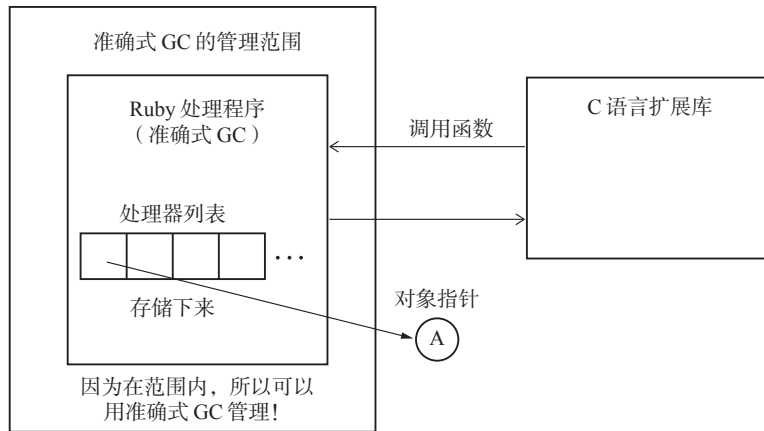 准确式 GC 的管理范围
Ruby 处理程序
（准确式 GC）
C 语言扩展库
调用函数
处理器列表
···
存储下来
对象指针
A
因为在范围内，所以可以
用准确式 GC 管理！